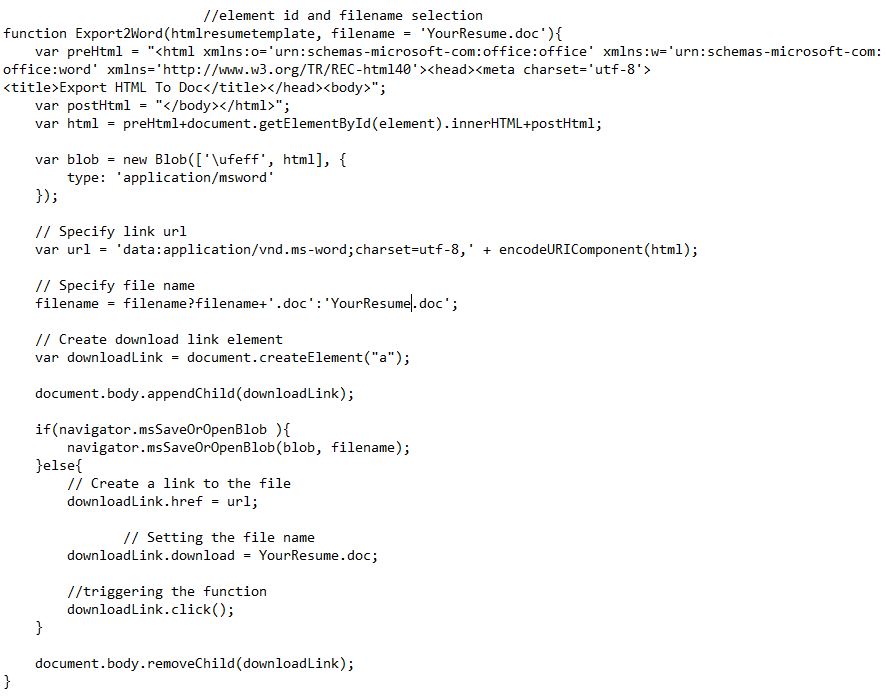 //element id and filename selection
function Export2Word(htmlresumetemplate, filename = 'YourResume.doc'){
    var preHtml = "<html xmlns:o='urn:schemas-microsoft-com:office:office' xmlns:w='urn:schemas-microsoft-com:
office:word' xmlns='http://www.w3.org/TR/REC-html40'><head><meta charset='utf-8'>
<title>Export HTML To Doc</title></head><body>";
    var postHtml = "</body></html>";
    var html = preHtml+document.getElementById(element).innerHTML+postHtml;
    var blob = new Blob(['\ufeff', html], {
        type: 'application/msword'
    });
    // Specify link url
    var url = 'data:application/vnd.ms-word;charset=utf-8,' + encodeURIComponent(html);
    // Specify file name
    filename = filename?filename+'.doc':'YourResume.doc';
    // Create download link element
    var downloadLink = document.createElement("a");
    document.body.appendChild(downloadLink);
    if(navigator.msSaveOrOpenBlob ){
        navigator.msSaveOrOpenBlob(blob, filename);
    }else{
        // Create a link to the file
        downloadLink.href = url;
               // Setting the file name
        downloadLink.download = YourResume.doc;
        //triggering the function
        downloadLink.click();
    }
    document.body.removeChild(downloadLink);
}